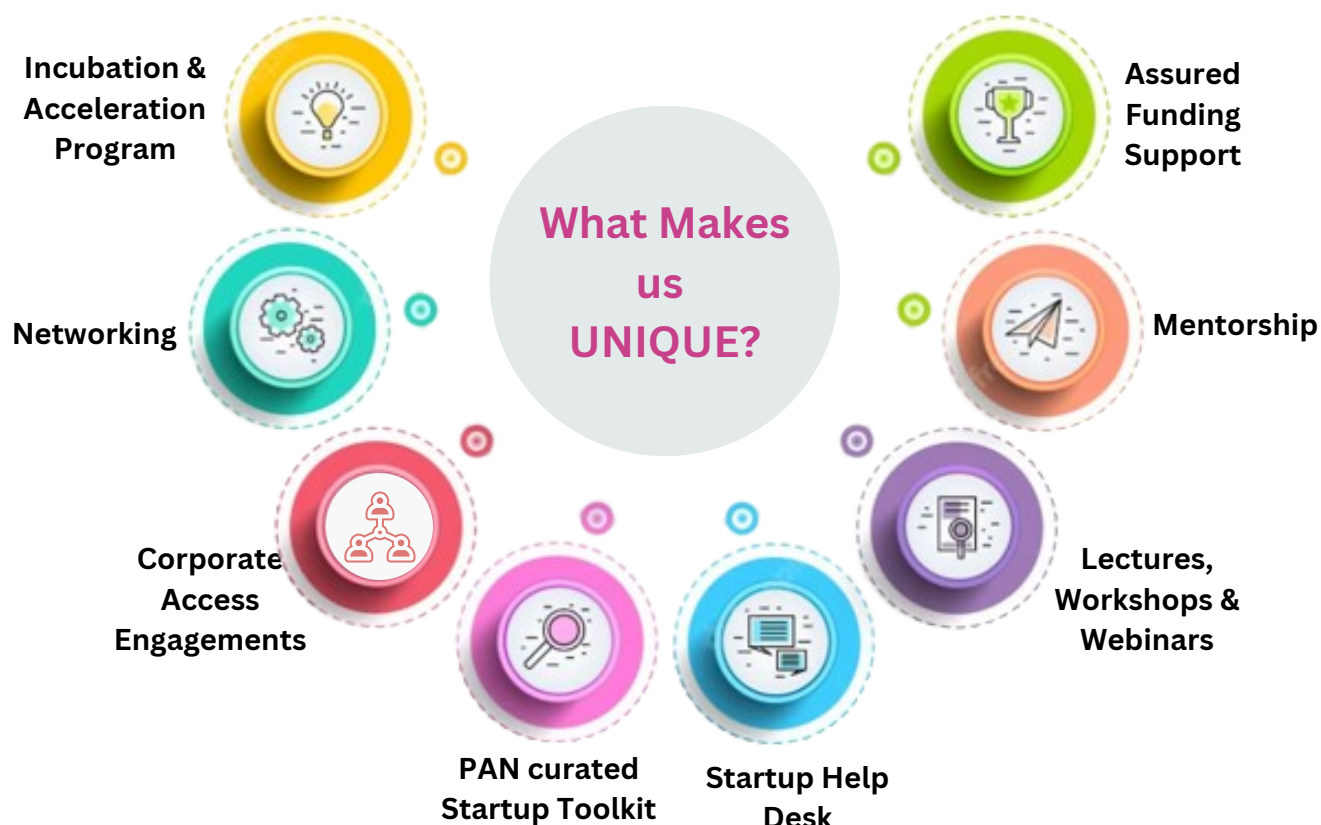 What Makes
us
UNIQUE?
Incubation &
Acceleration
Program
Networking
Corporate
Access
Engagements
PAN curated
Startup Toolkit
Startup Help
Desk
Lectures,
Workshops &
Webinars
Mentorship
Assured
Funding
Support